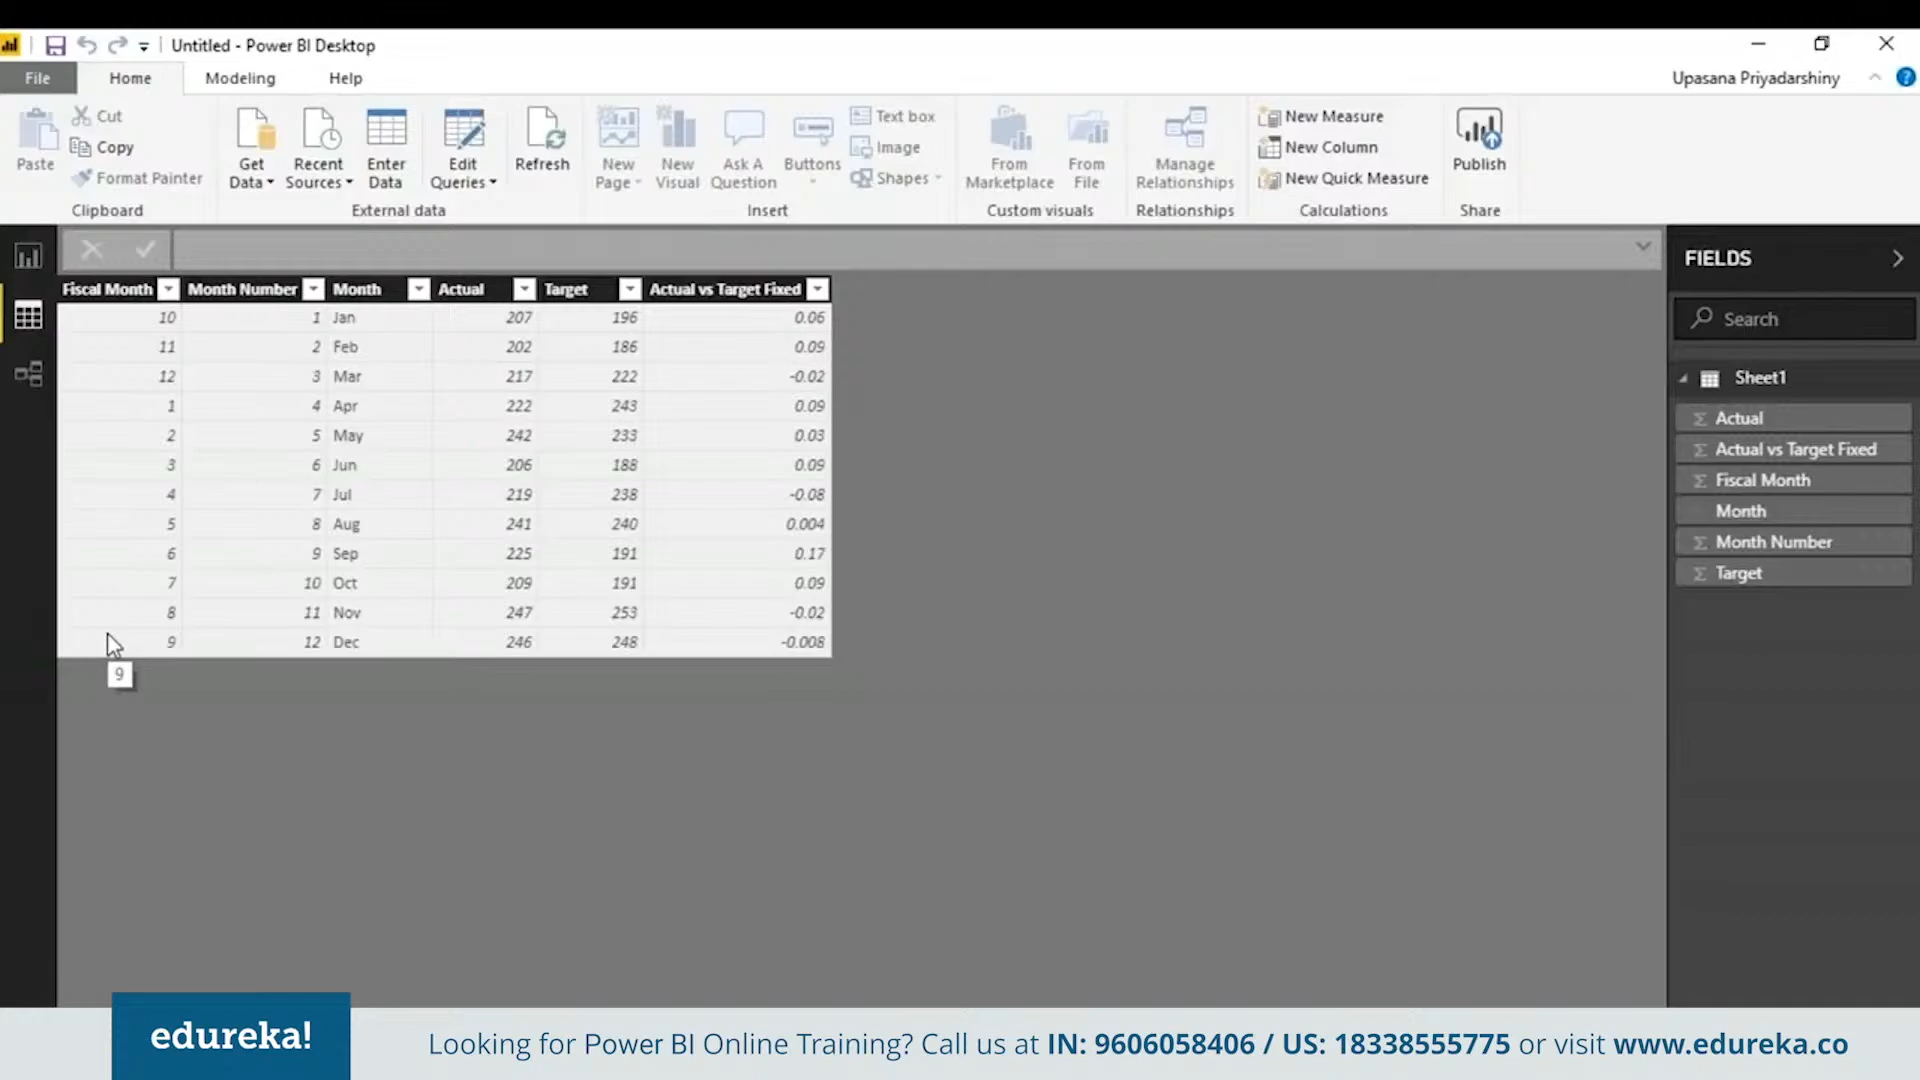 Untitled - Power BI Desktop
File Home Modeling Help Upasana Priyadarshiny
Paste
Cut
Copy
Format Painter
Clipboard
Get Data
Recent Sources
Enter Data
Edit Queries
Refresh
External data
New Page
New Visual
Ask A Question
Buttons
Text box
Image
Shapes
Insert
From Marketplace
From File
Custom visuals
Manage Relationships
Relationships
New Measure
New Column
New Quick Measure
Calculations
Publish
Share
Fiscal Month Month Number Month Actual Target Actual vs Target Fixed
10 1 Jan 207 196 0.06
11 2 Feb 202 186 0.09
12 3 Mar 217 222 -0.02
1 4 Apr 222 243 0.09
2 5 May 242 233 0.03
3 6 Jun 206 188 0.09
4 7 Jul 219 238 -0.08
5 8 Aug 241 240 0.004
6 9 Sep 225 191 0.17
7 10 Oct 209 191 0.09
8 11 Nov 247 253 -0.02
9 12 Dec 246 248 -0.008
9
FIELDS
Search
Sheet1
Actual
Actual vs Target Fixed
Fiscal Month
Month
Month Number
Target
edureka!
Looking for Power BI Online Training? Call us at IN: 9606058406 / US: 18338555775 or visit www.edureka.co